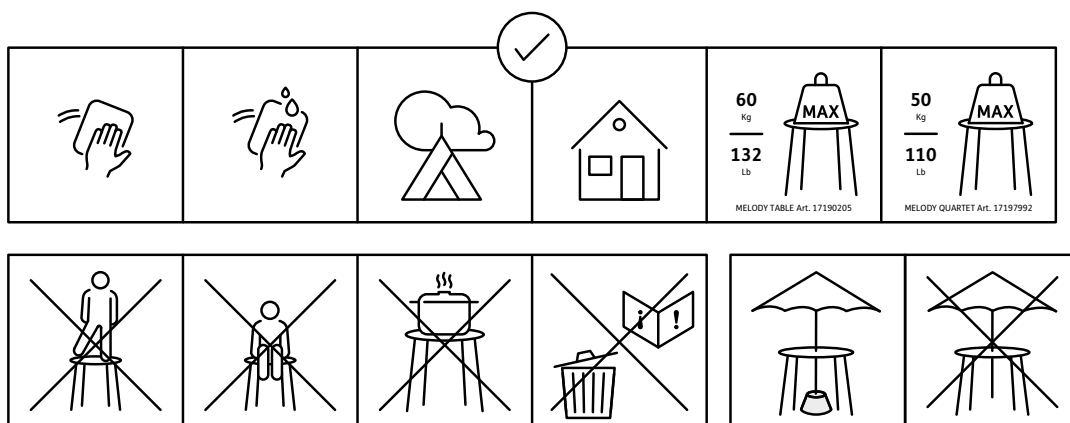 60
Kg
132
Lb
MAX
MELODY TABLE Art. 17190205
50
Kg
110
Lb
MAX
MELODY QUARTET Art. 17197992
¡ !